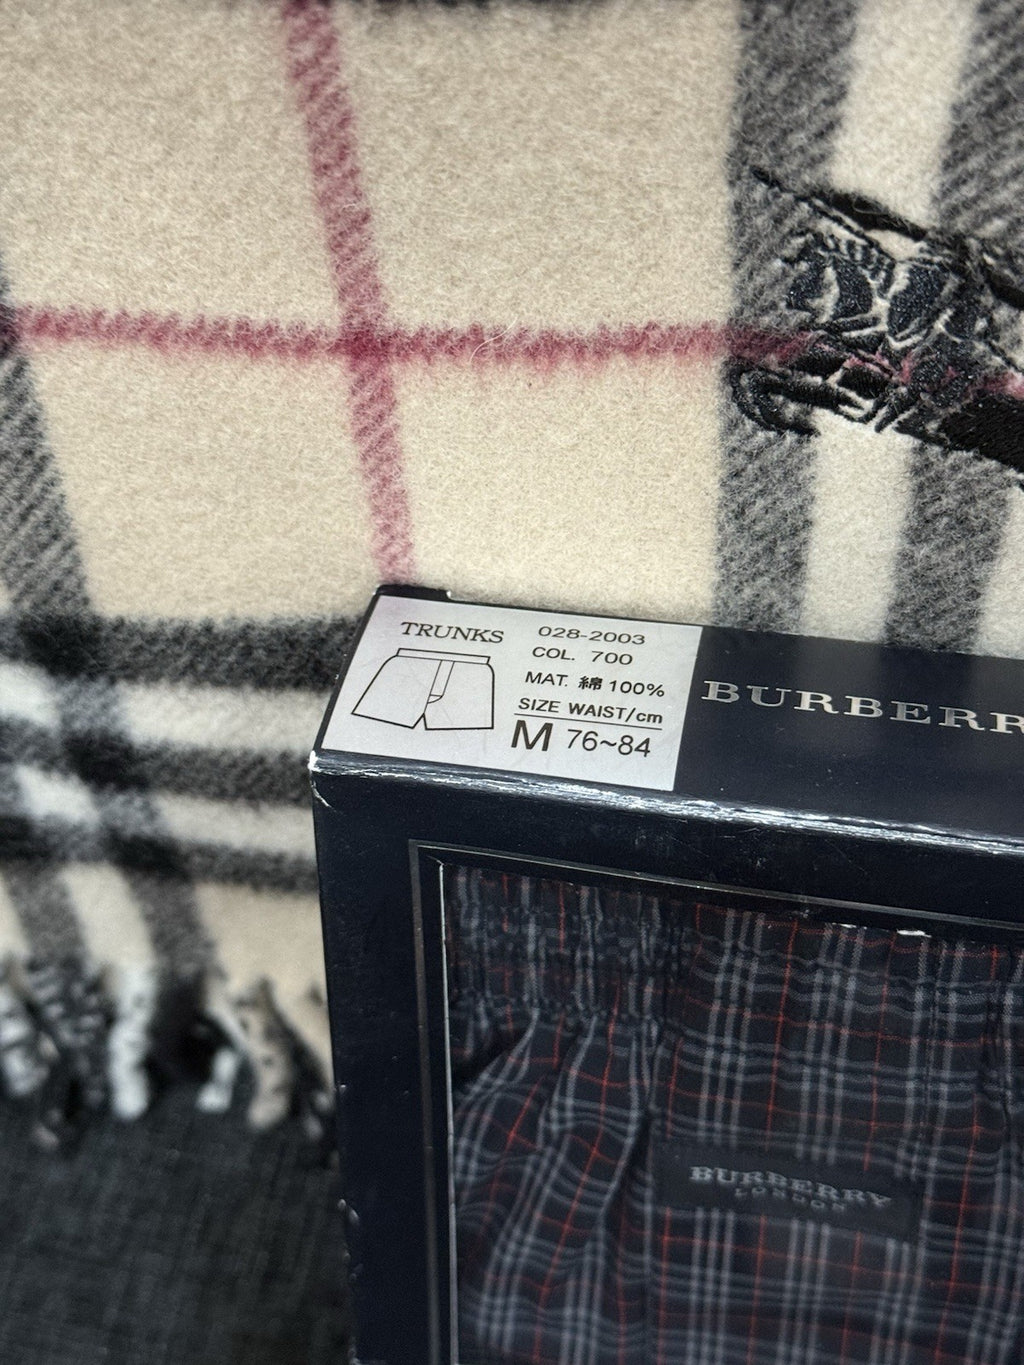 TRUNKS
028-2003
COL. 700
MAT. 綿 100%
SIZE WAIST/cm
M 76~84
BURBERR
BURBERRY
LONDON